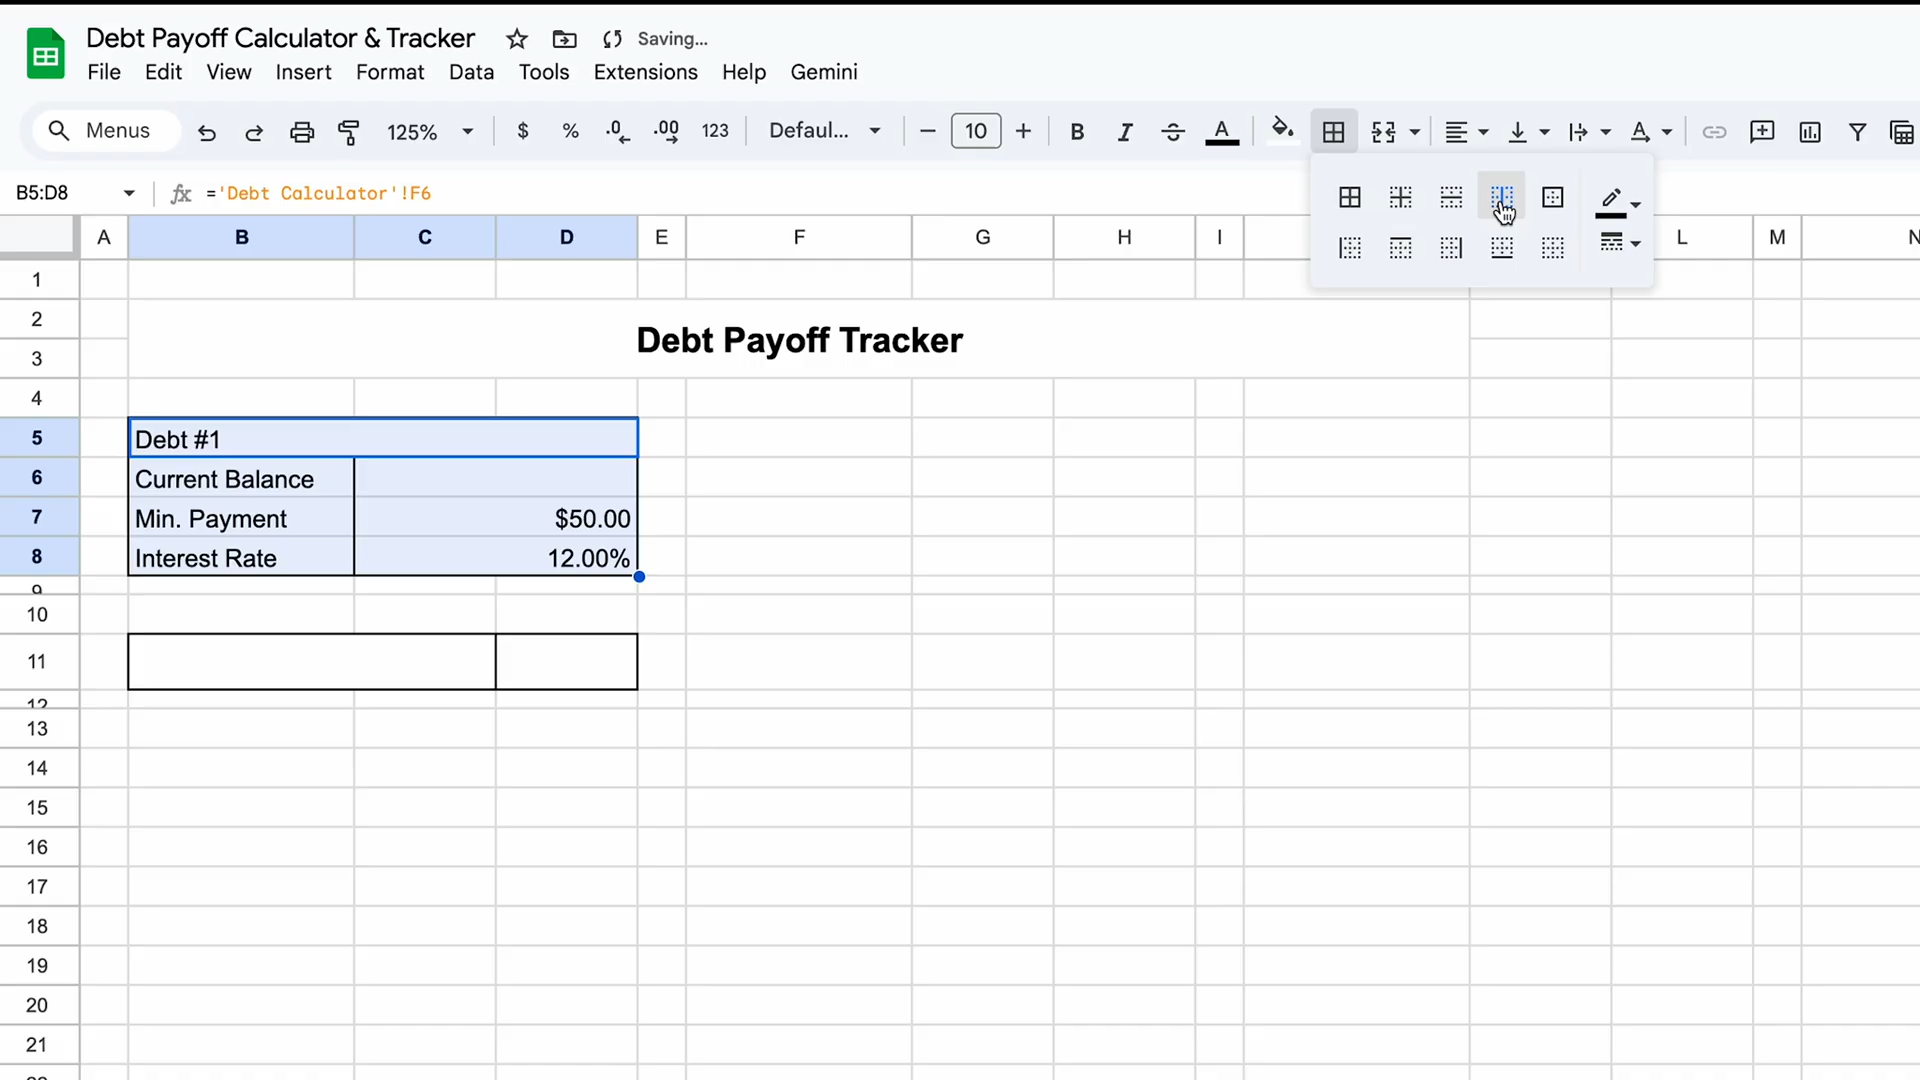 Debt Payoff Calculator & Tracker Saving...
File Edit View Insert Format Data Tools Extensions Help Gemini
Menus 125% $ % .0 .00 123 Defaul... 10 B I S A A
B5:D8 fx ='Debt Calculator'!F6
A B C D E F G H I L M N
1
2
3
Debt Payoff Tracker
4
5 Debt #1
6 Current Balance
7 Min. Payment $50.00
8 Interest Rate 12.00%
9
10
11
12
13
14
15
16
17
18
19
20
21